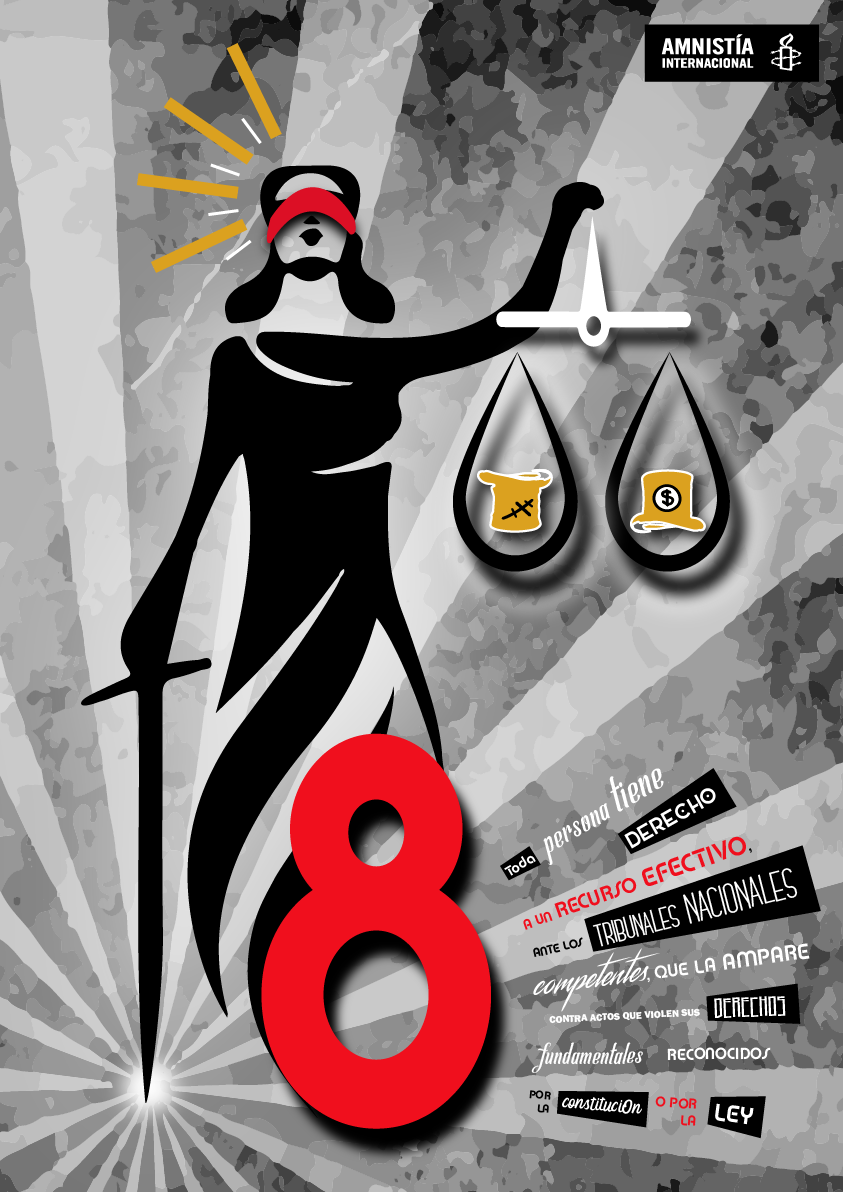 AMNISTÍA
INTERNACIONAL
$
8
Toda persona tiene
DERECHO
A UN RECURSO EFECTIVO,
ANTE LOS TRIBUNALES NACIONALES
competentes, QUE LA AMPARE
CONTRA ACTOS QUE VIOLEN SUS DERECHOS
fundamentales RECONOCIDOS
POR LA constituciOn O POR LA LEY